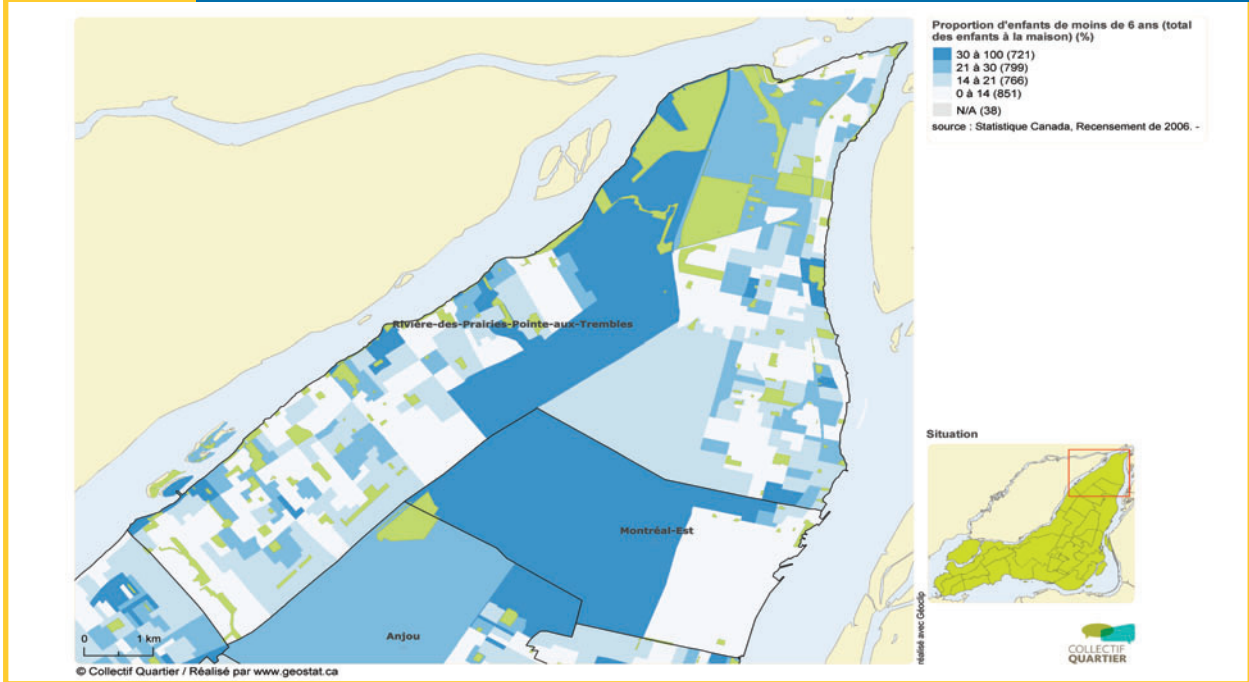 Proportion d'enfants de moins de 6 ans (total
des enfants à la maison) (%)
30 à 100 (721)
21 à 30 (799)
14 à 21 (766)
0 à 14 (851)
N/A (38)
source : Statistique Canada, Recensement de 2006. -
Rivière-des-Prairies-Pointe-aux-Trembles
Montréal-Est
Anjou
0 1 km
© Collectif Quartier / Réalisé par www.geostat.ca
Situation
réalisé avec Géoclip
COLLECTIF
QUARTIER